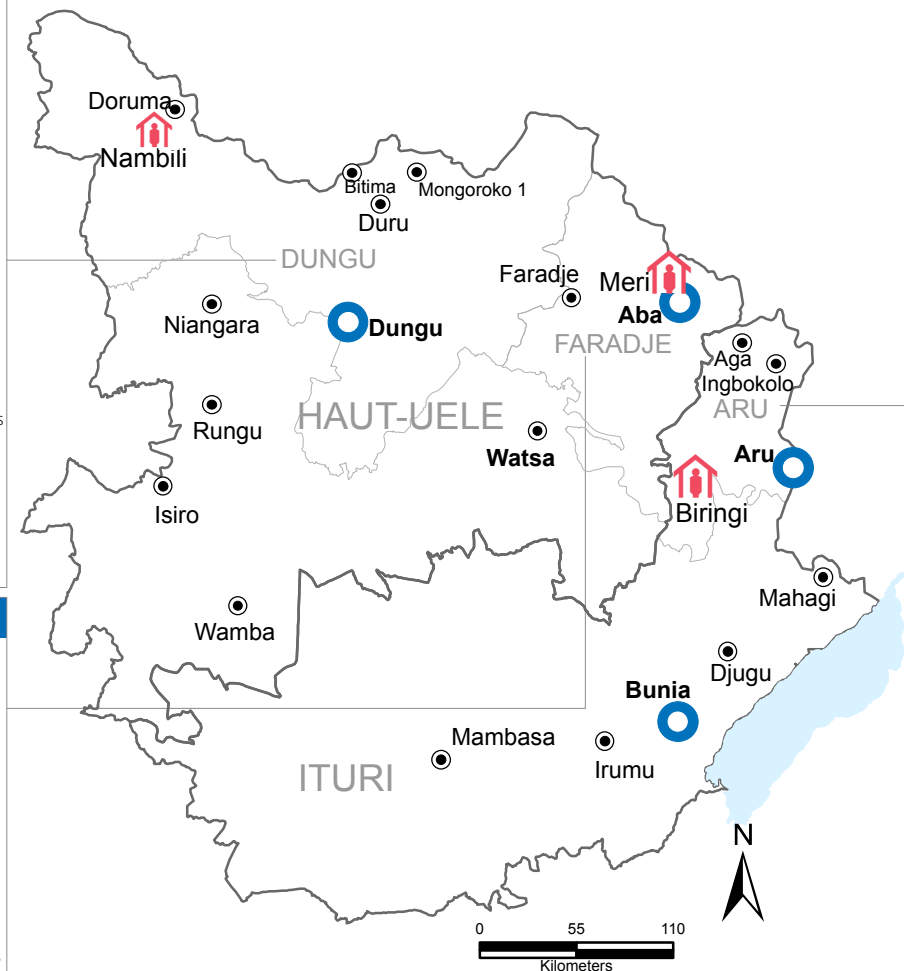 Doruma
Nambili
Bitima
Mongoroko 1
Duru
DUNGU
Faradje
Meri
Aba
Niangara
Dungu
FARADJE
Aga
Ingbokolo
ARU
HAUT-UELE
Rungu
Watsa
Aru
Isiro
Biringi
Mahagi
Wamba
Djugu
Bunia
Mambasa
Irumu
ITURI
N
0 55 110
Kilometers